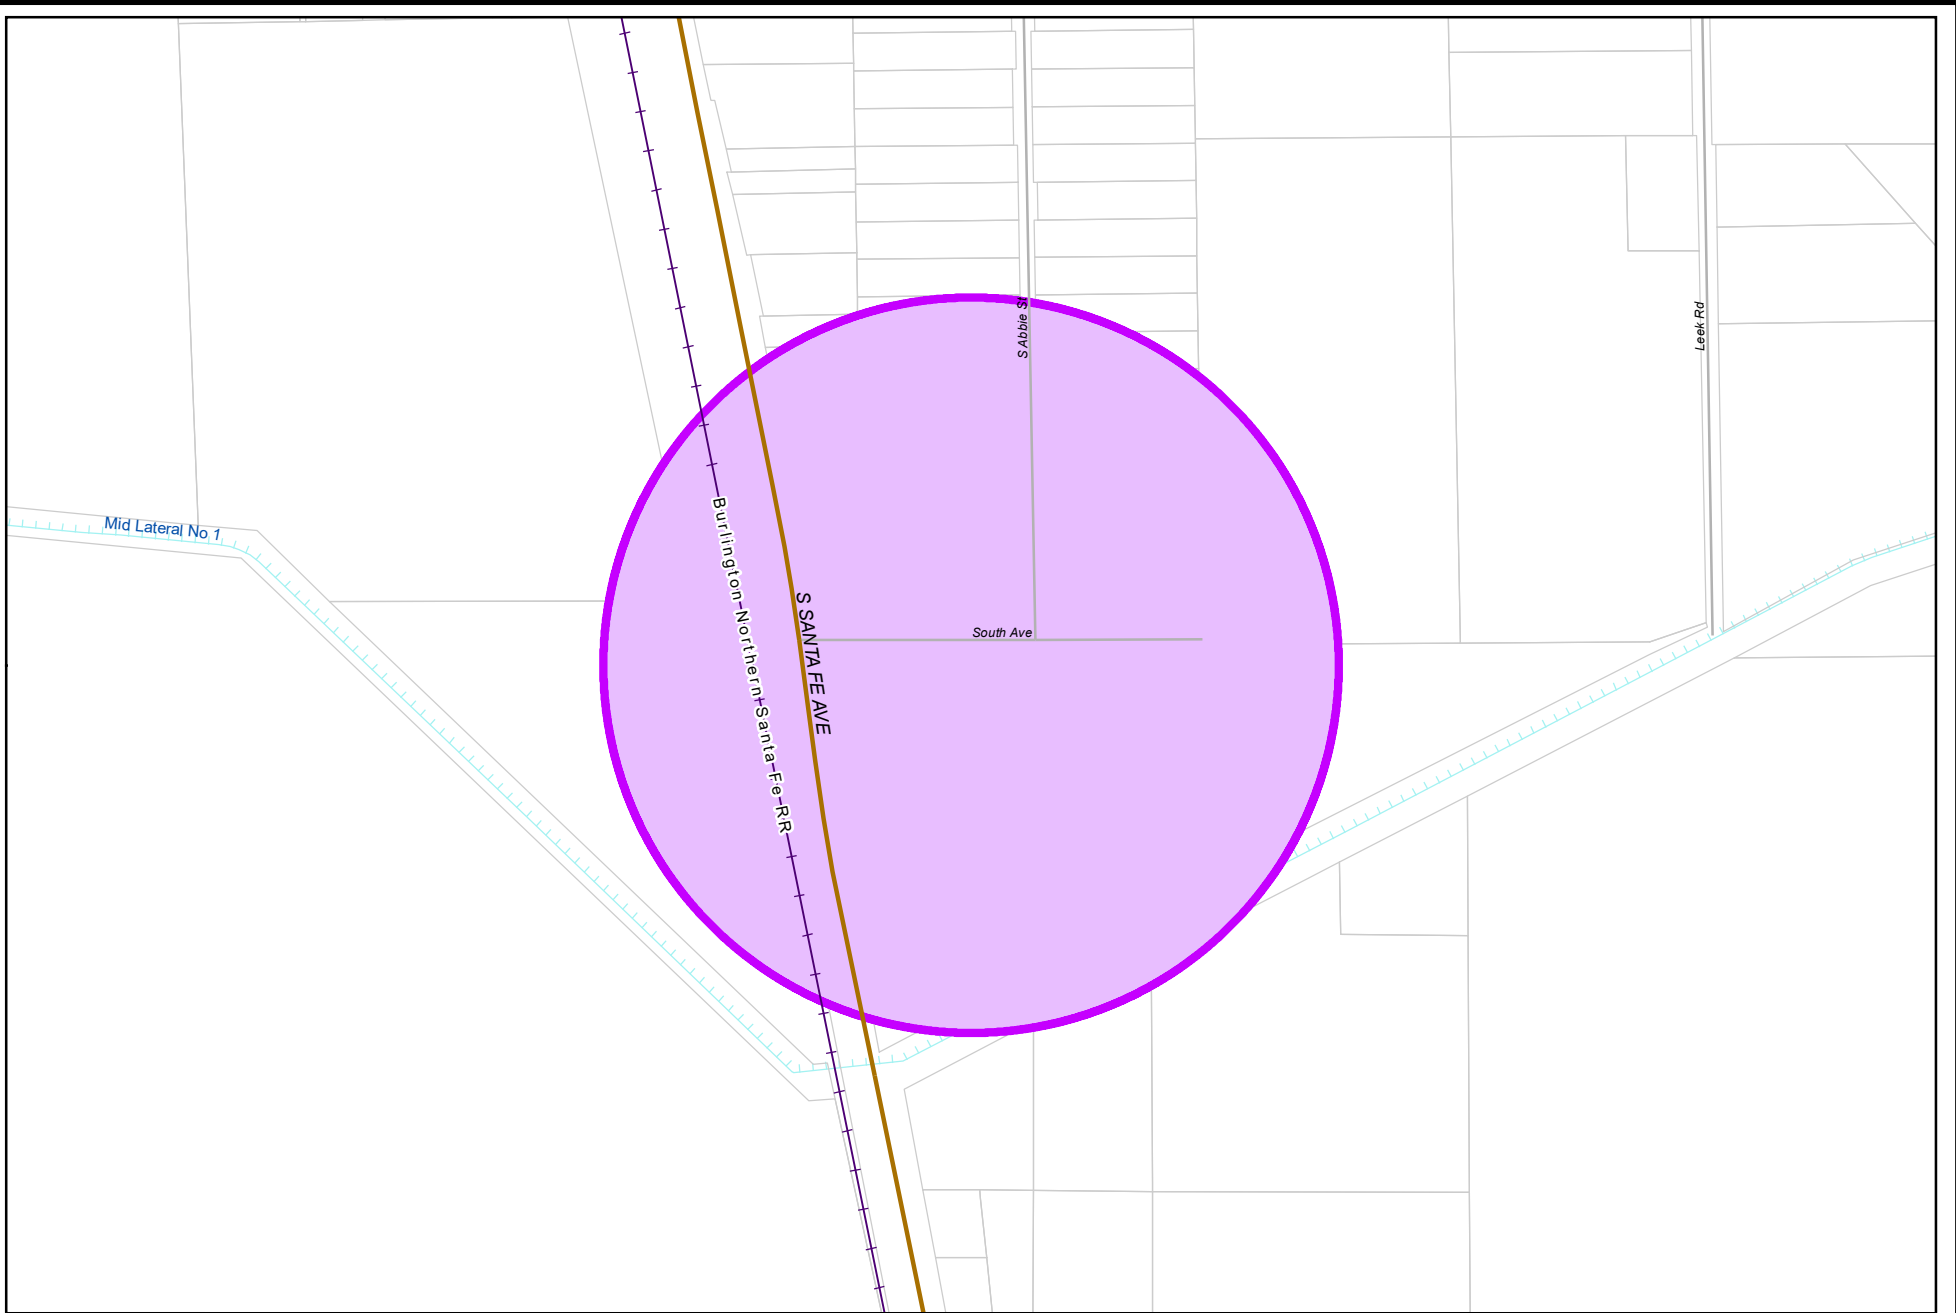 S Abbie St
Leek Rd
Mid Lateral No 1
Burlington Northern Santa Fe RR
S SANTA FE AVE
South Ave